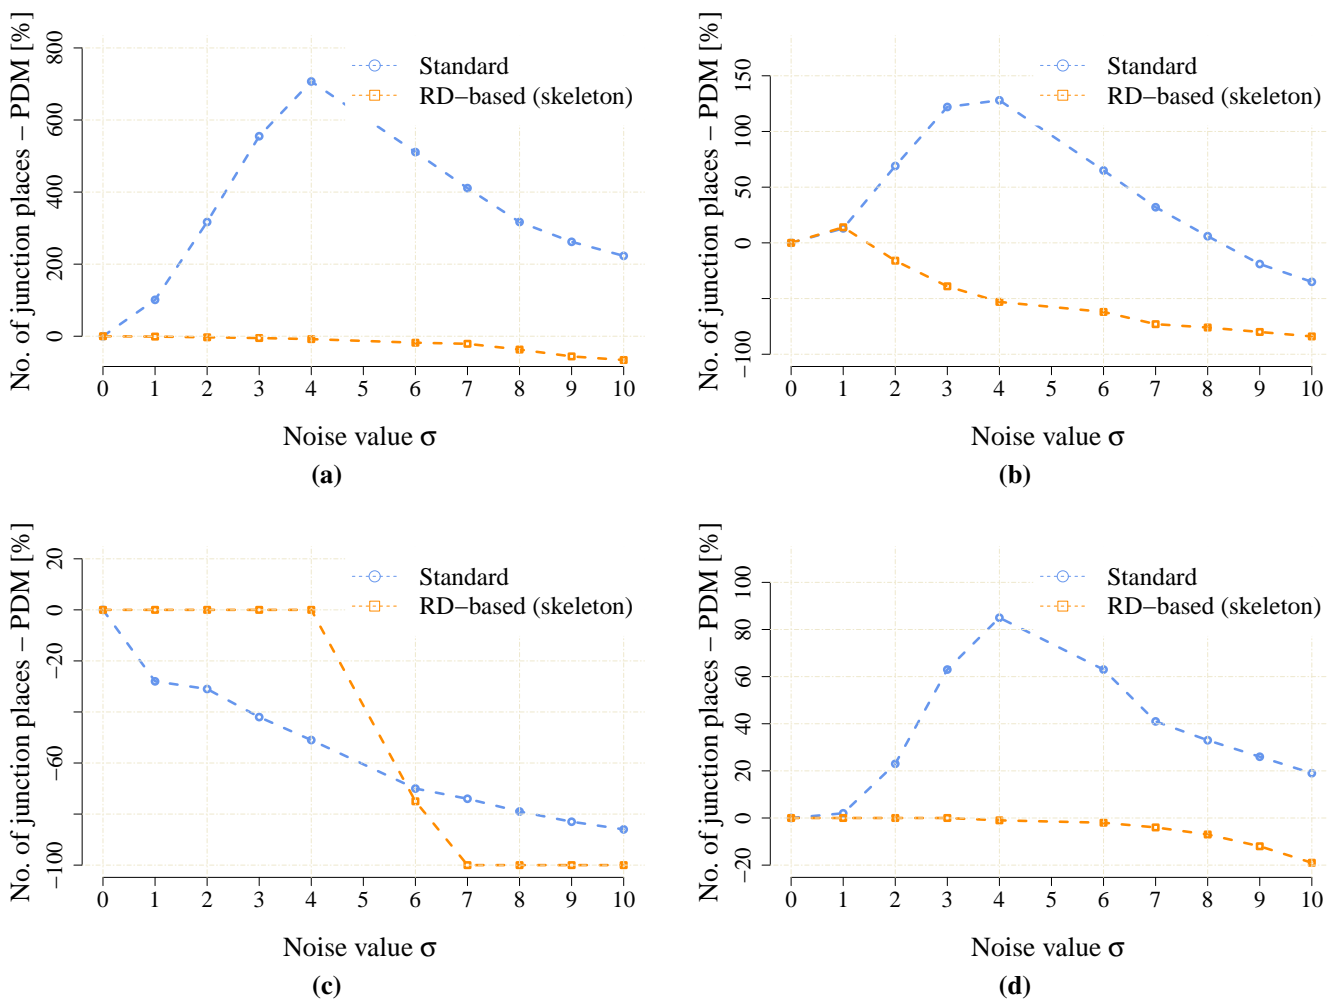 No. of junction places − PDM [%]
800
600
400
200
0
Standard
RD−based (skeleton)
0 1 2 3 4 5 6 7 8 9 10
Noise value σ
(a)
No. of junction places − PDM [%]
150
100
50
0
−100
Standard
RD−based (skeleton)
0 1 2 3 4 5 6 7 8 9 10
Noise value σ
(b)
No. of junction places − PDM [%]
20
0
−20
−60
−100
Standard
RD−based (skeleton)
0 1 2 3 4 5 6 7 8 9 10
Noise value σ
(c)
No. of junction places − PDM [%]
100
80
60
40
20
0
−20
Standard
RD−based (skeleton)
0 1 2 3 4 5 6 7 8 9 10
Noise value σ
(d)